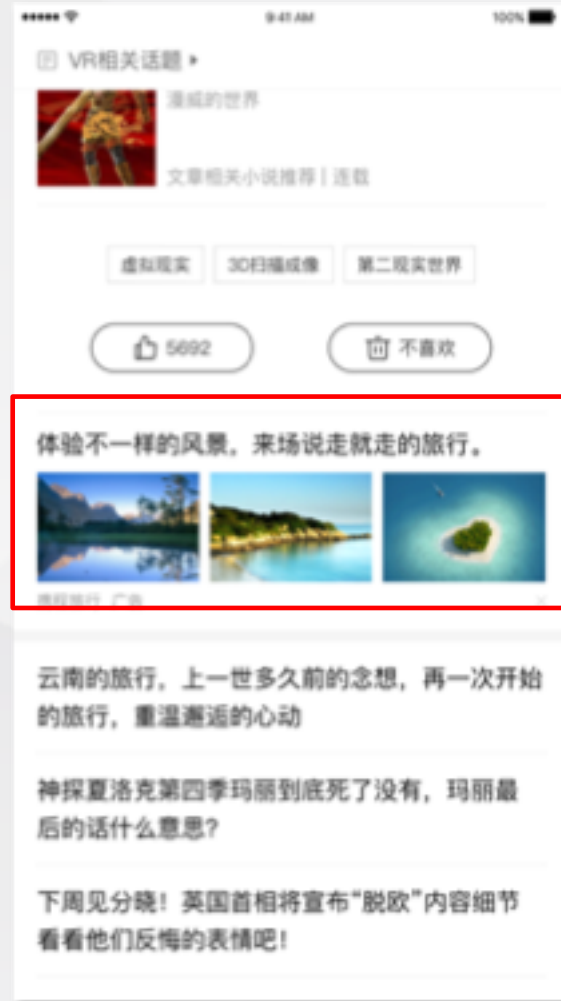 9:41 AM 100%
VR相关话题
漫威的世界
文章相关小说推荐 | 连载
虚拟现实 3D扫描成像 第二现实世界
5692 不喜欢
体验不一样的风景，来场说走就走的旅行。
携程旅行 广告
云南的旅行，上一世多久前的念想，再一次开始
的旅行，重温邂逅的心动
神探夏洛克第四季玛丽到底死了没有，玛丽最
后的话什么意思？
下周见分晓！英国首相将宣布“脱欧”内容细节
看看他们反悔的表情吧！